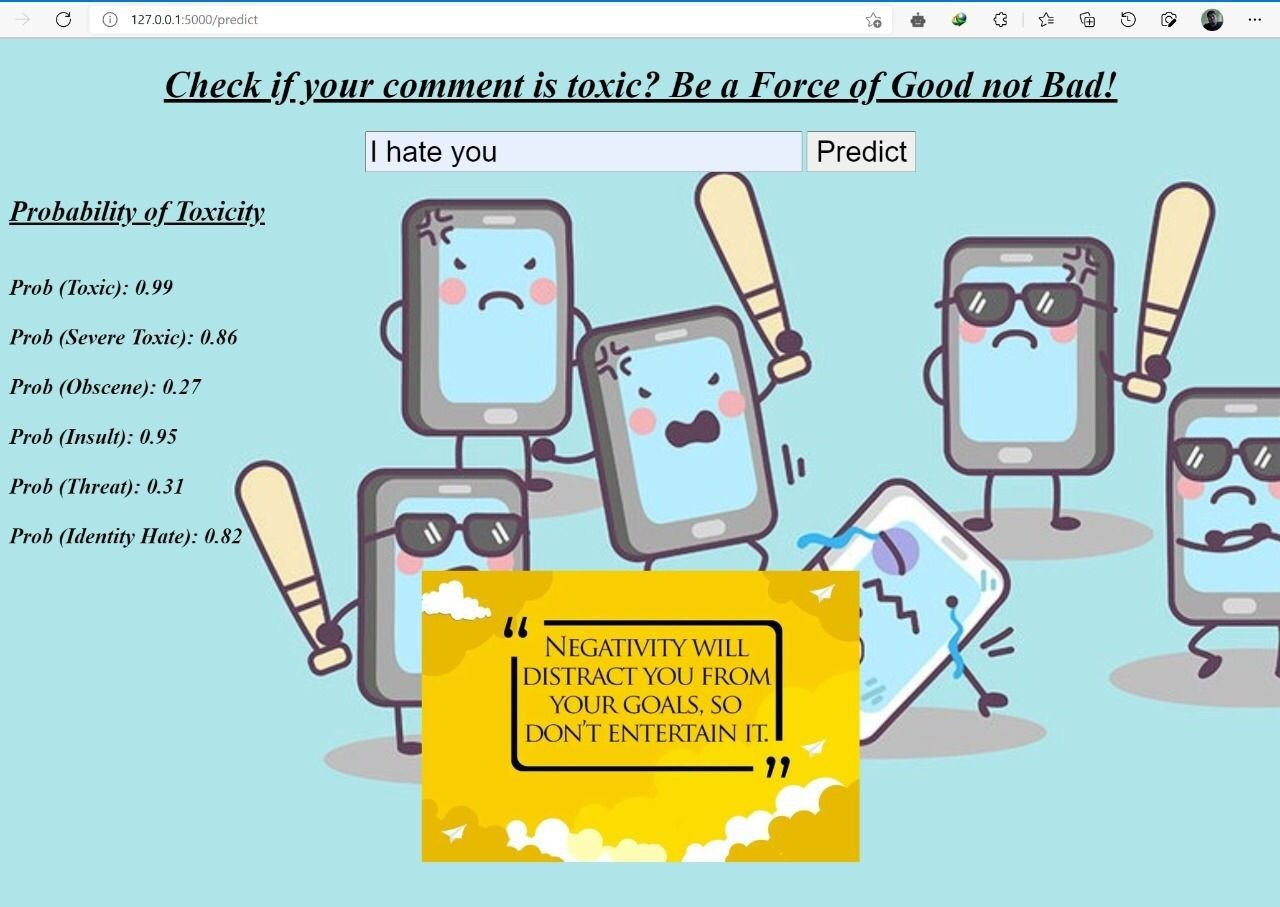 127.0.0.1:5000/predict
Check if your comment is toxic? Be a Force of Good not Bad!
I hate you
Predict
Probability of Toxicity
Prob (Toxic): 0.99
Prob (Severe Toxic): 0.86
Prob (Obscene): 0.27
Prob (Insult): 0.95
Prob (Threat): 0.31
Prob (Identity Hate): 0.82
“ NEGATIVITY WILL
DISTRACT YOU FROM
YOUR GOALS, SO
DON'T ENTERTAIN IT. ”